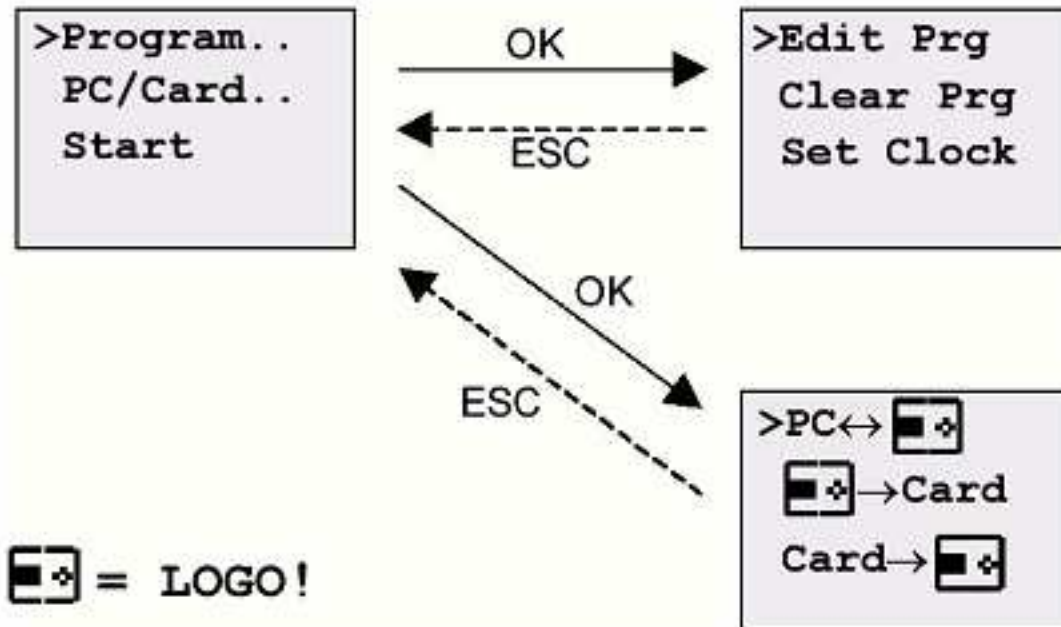 >Program..
PC/Card..
Start
OK
ESC
>Edit Prg
Clear Prg
Set Clock
OK
ESC
>PC↔
→Card
Card→
= LOGO!